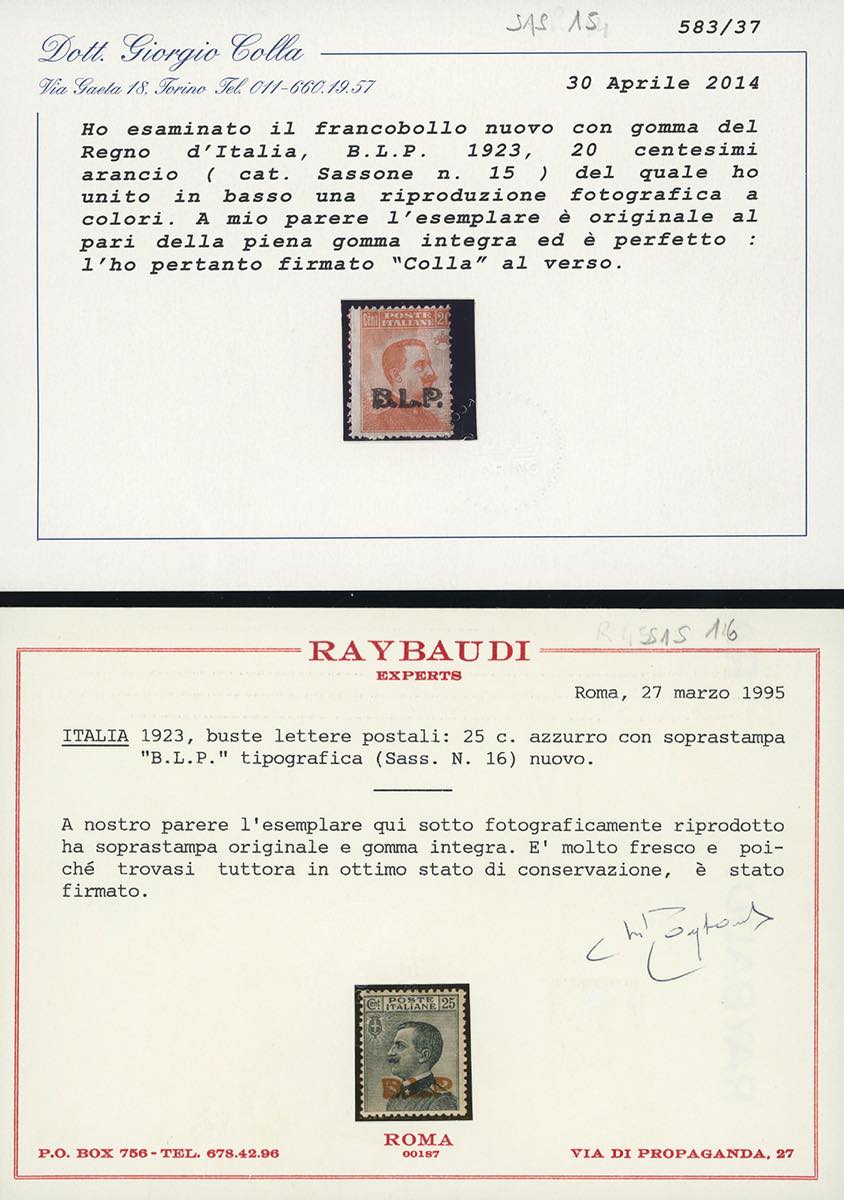 SAS 15
583/37
Dott. Giorgio Colla
Via Gaeta 18, Torino Tel. 011-660.19.57
30 Aprile 2014
Ho esaminato il francobollo nuovo con gomma del
Regno d'Italia, B.L.P. 1923, 20 centesimi
arancio ( cat. Sassone n. 15 ) del quale ho
unito in basso una riproduzione fotografica a
colori. A mio parere l'esemplare è originale al
pari della piena gomma integra ed è perfetto :
l'ho pertanto firmato "Colla" al verso.
Cent POSTE ITALIANE 20
B.L.P.
RAYBAUDI
EXPERTS
Roma, 27 marzo 1995
ITALIA 1923, buste lettere postali: 25 c. azzurro con soprastampa
"B.L.P." tipografica (Sass. N. 16) nuovo.
A nostro parere l'esemplare qui sotto fotograficamente riprodotto
ha soprastampa originale e gomma integra. E' molto fresco e poi-
ché trovasi tuttora in ottimo stato di conservazione, è stato
firmato.
Cent POSTE ITALIANE 25
B.L.P.
ROMA
00187
P.O. BOX 756 - TEL. 678.42.96
VIA DI PROPAGANDA, 27